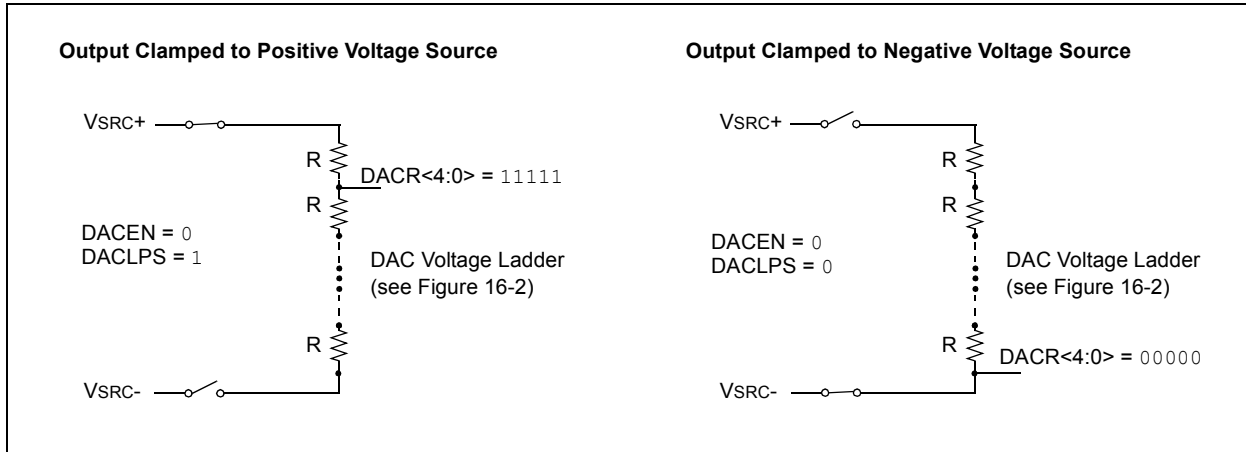 Output Clamped to Positive Voltage Source
VSRC+
R
DACR<4:0> = 11111
R
DACEN = 0
DACLPS = 1
DAC Voltage Ladder
(see Figure 16-2)
R
VSRC-
Output Clamped to Negative Voltage Source
VSRC+
R
R
DACEN = 0
DACLPS = 0
DAC Voltage Ladder
(see Figure 16-2)
R
DACR<4:0> = 00000
VSRC-